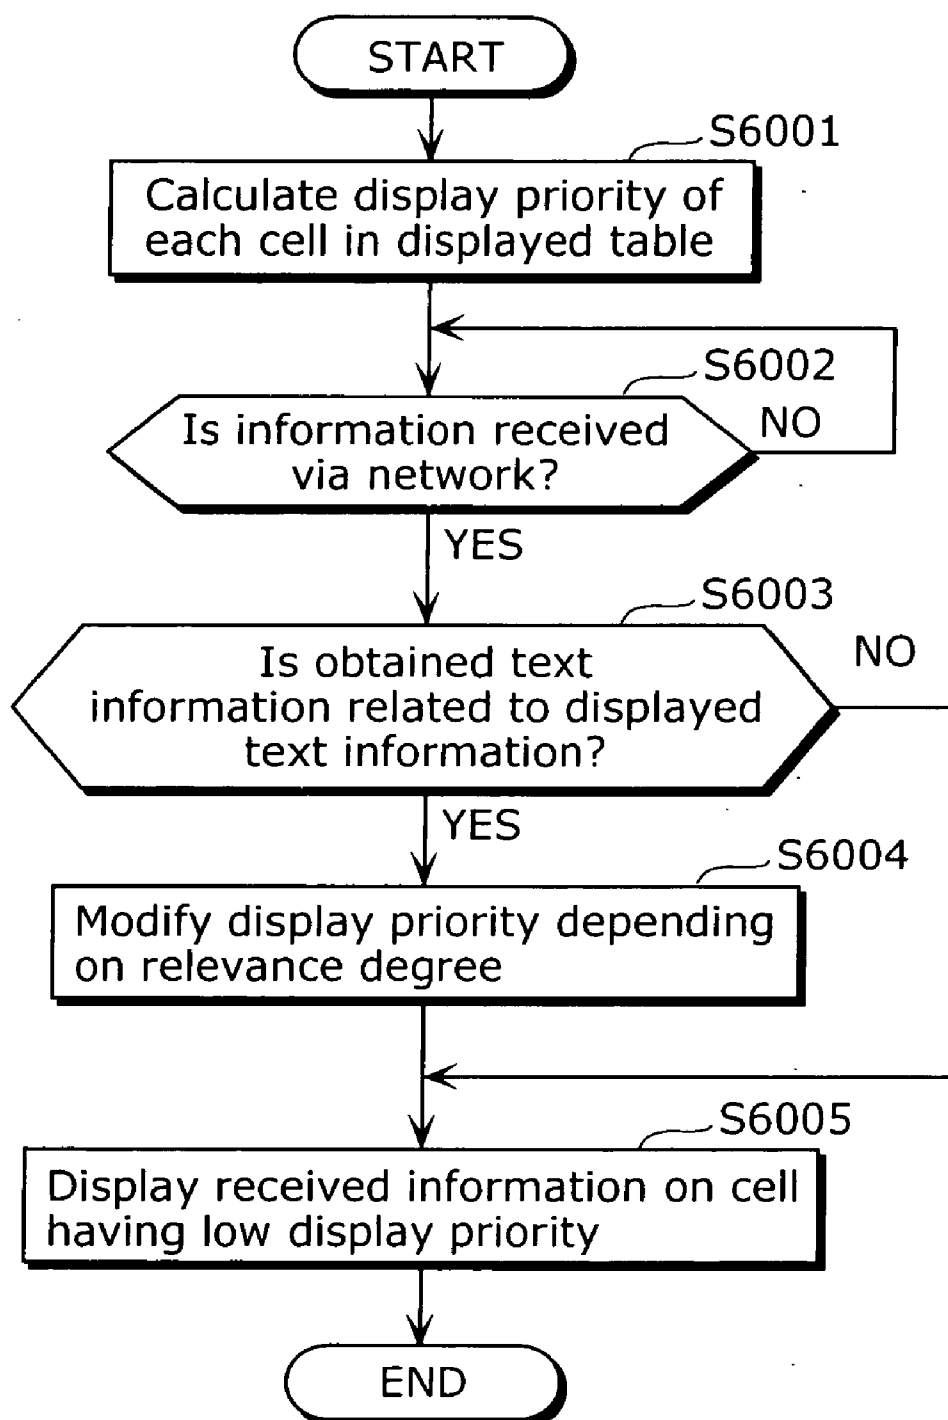 START
S6001
Calculate display priority of
each cell in displayed table
S6002
Is information received
via network?
NO
YES
S6003
Is obtained text
information related to displayed
text information?
NO
YES
S6004
Modify display priority depending
on relevance degree
S6005
Display received information on cell
having low display priority
END